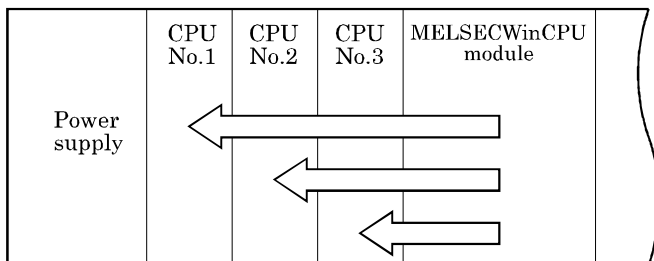 CPU
No.1
CPU
No.2
CPU
No.3
MELSECWinCPU
module
Power
supply